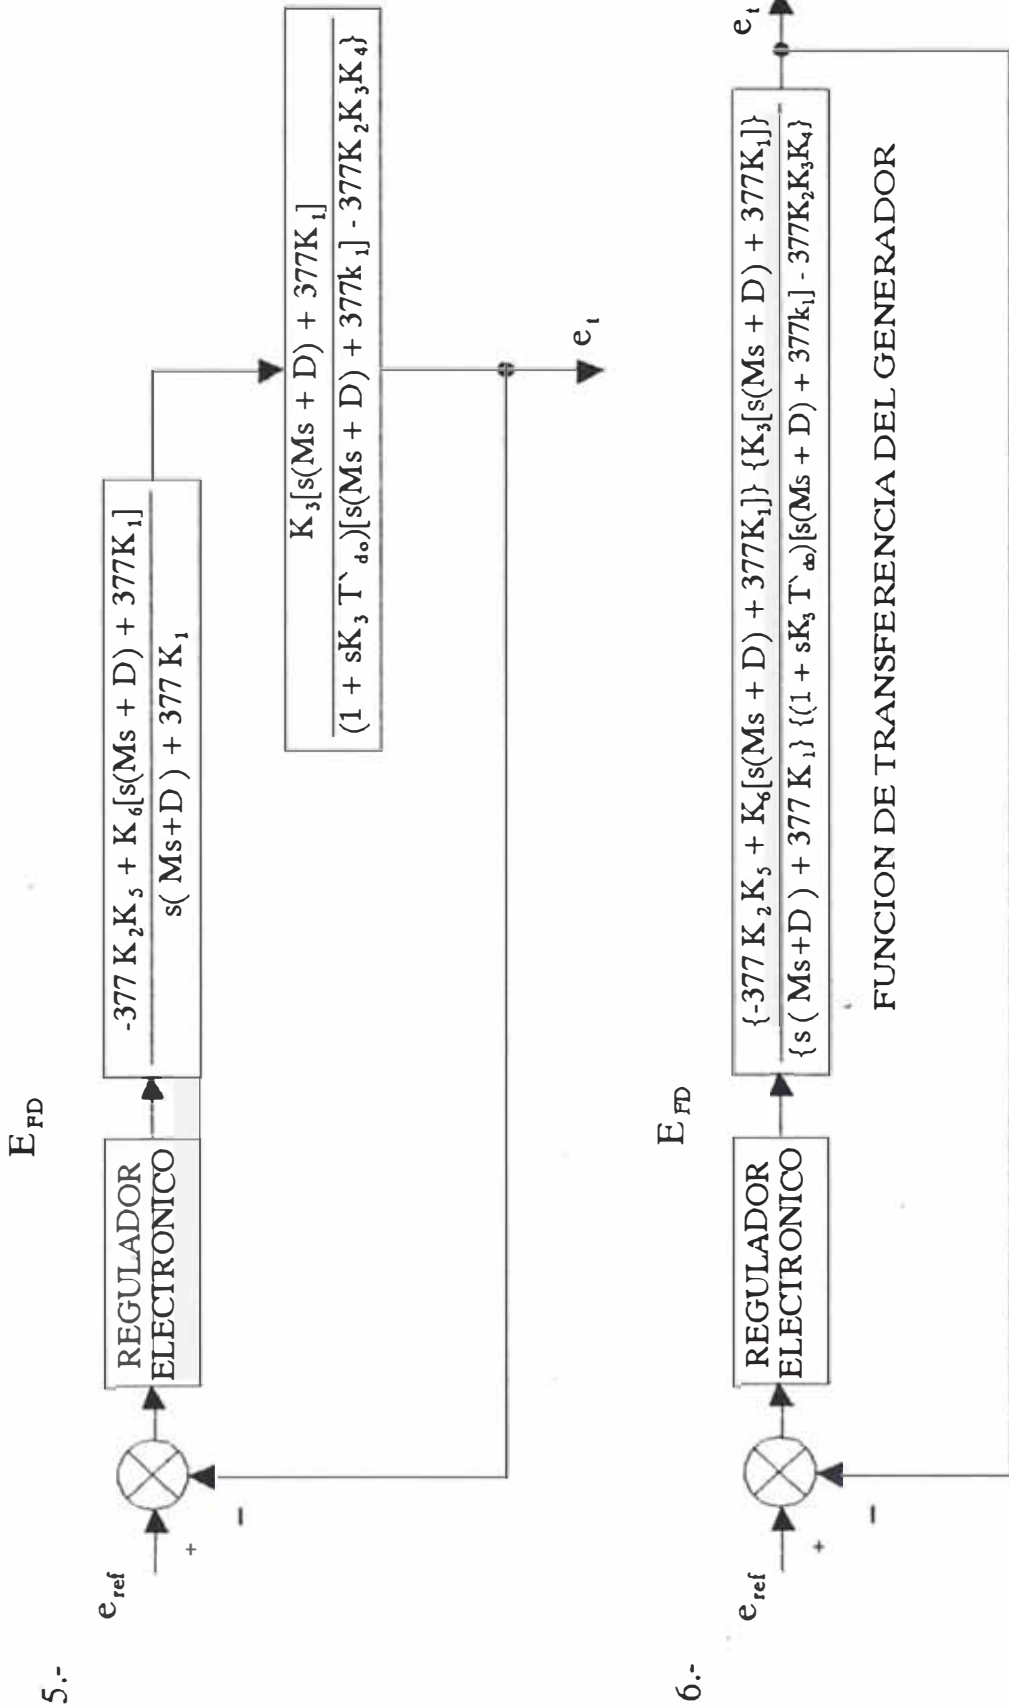 5.-
E_FD
e_ref
+
-
REGULADOR
ELECTRONICO
-377 K₂K₅ + K₆[s(Ms + D) + 377K₁]
s( Ms+D ) + 377 K₁
K₃[s(Ms + D) + 377K₁]
(1 + sK₃ T`do)[s(Ms + D) + 377k₁] - 377K₂K₃K₄}
e_t
6.-
E_FD
e_ref
+
-
REGULADOR
ELECTRONICO
{-377 K₂K₅ + K₆[s(Ms + D) + 377K₁]} {K₃[s(Ms + D) + 377K₁]}
{s ( Ms+D ) + 377 K₁} {(1 + sK₃ T`do)[s(Ms + D) + 377k₁] - 377K₂K₃K₄}
e_t
FUNCION DE TRANSFERENCIA DEL GENERADOR